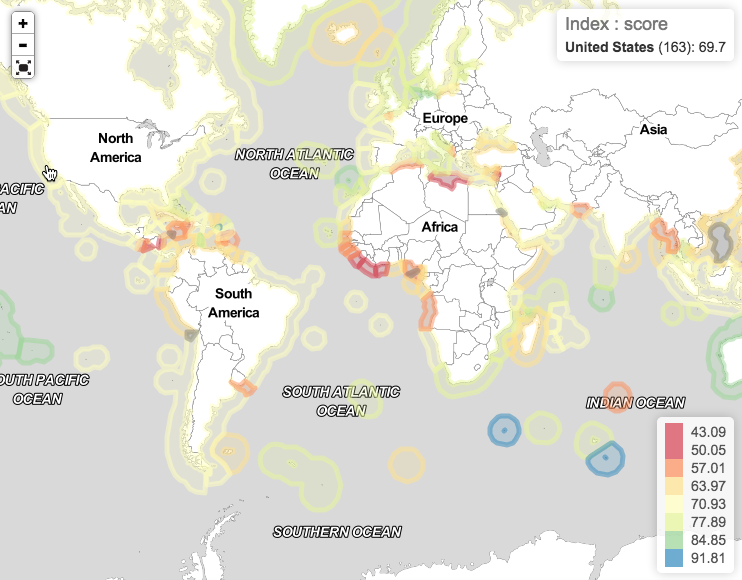 +
-
Index : score
United States (163): 69.7
North
America
Europe
Asia
NORTH ATLANTIC
OCEAN
PACIFIC
AN
Africa
South
America
OUTH PACIFIC
OCEAN
SOUTH ATLANTIC
OCEAN
INDIAN OCEAN
43.09
50.05
57.01
63.97
70.93
77.89
84.85
91.81
SOUTHERN OCEAN